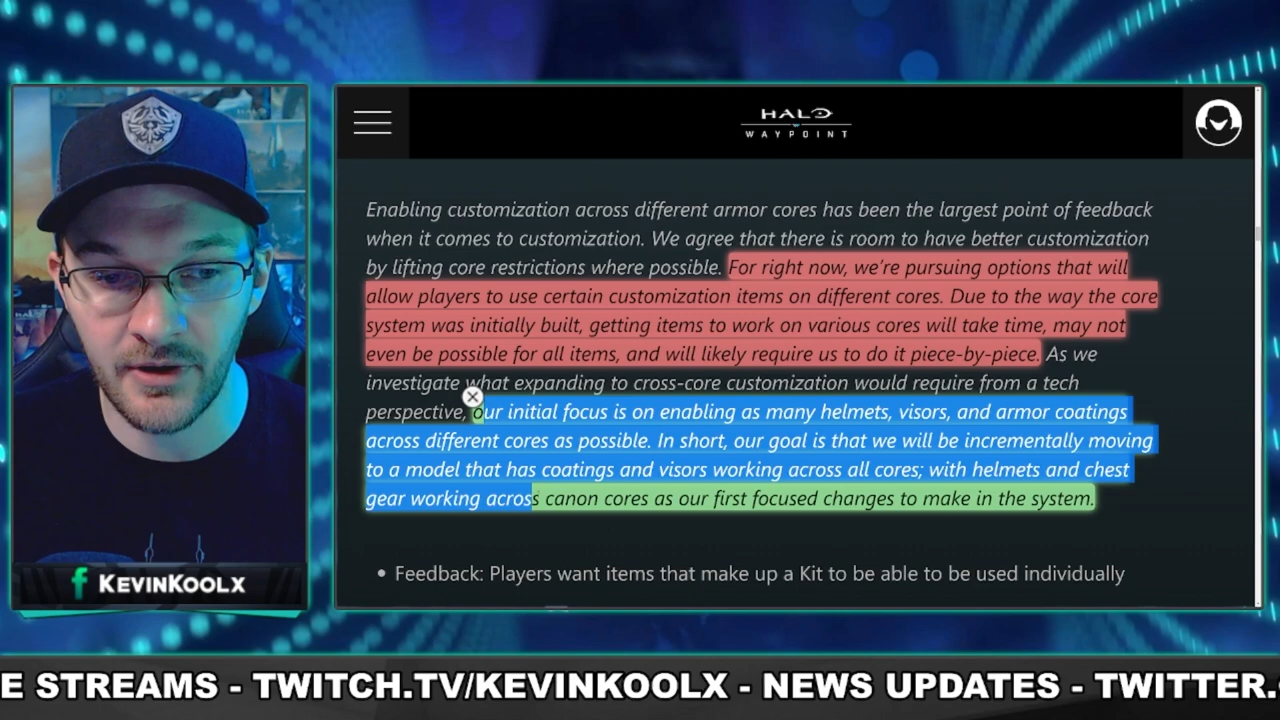 HALO
WAYPOINT
Enabling customization across different armor cores has been the largest point of feedback
when it comes to customization. We agree that there is room to have better customization
by lifting core restrictions where possible. For right now, we're pursuing options that will
allow players to use certain customization items on different cores. Due to the way the core
system was initially built, getting items to work on various cores will take time, may not
even be possible for all items, and will likely require us to do it piece-by-piece. As we
investigate what expanding to cross-core customization would require from a tech
perspective, our initial focus is on enabling as many helmets, visors, and armor coatings
across different cores as possible. In short, our goal is that we will be incrementally moving
to a model that has coatings and visors working across all cores; with helmets and chest
gear working across canon cores as our first focused changes to make in the system.
• Feedback: Players want items that make up a Kit to be able to be used individually
f KEVINKOOLX
E STREAMS - TWITCH.TV/KEVINKOOLX - NEWS UPDATES - TWITTER.